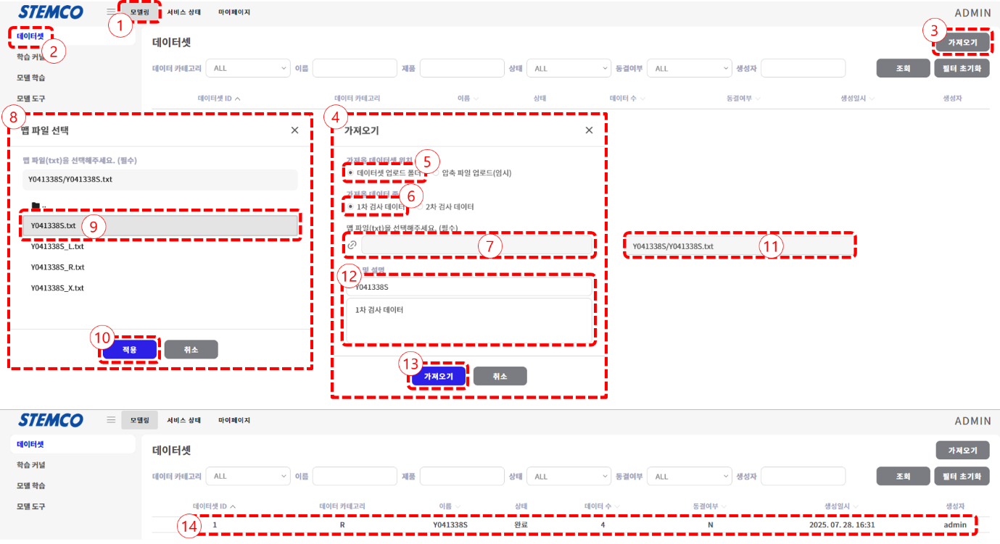 STEMCO 모델링 서비스 상태 마이페이지 ADMIN
1
데이터셋
2
학습 커널
모델 학습
모델 도구
데이터셋
3
가져오기
데이터 카테고리 ALL 이름 제품 상태 ALL 동결여부 ALL 생성자 조회 필터 초기화
데이터셋 ID 데이터 카테고리 이름 상태 데이터 수 동결여부 생성일시 생성자
8
맵 파일 선택
맵 파일(txt)을 선택해주세요. (필수)
Y041338S/Y041338S.txt
..
Y041338S.txt 9
Y041338S_L.txt
Y041338S_R.txt
Y041338S_X.txt
10
적용 취소
4
가져오기
가져올 데이터셋 위치
5
데이터셋 업로드 폴더 압축 파일 업로드(임시)
가져올 데이터
6
1차 검사 데이터 2차 검사 데이터
맵 파일(txt)을 선택해주세요. (필수)
7
Y041338S/Y041338S.txt 11
12 및 설명
Y041338S
1차 검사 데이터
13
가져오기 취소
STEMCO 모델링 서비스 상태 마이페이지 ADMIN
데이터셋
학습 커널
모델 학습
모델 도구
데이터셋
가져오기
데이터 카테고리 ALL 이름 제품 상태 ALL 동결여부 ALL 생성자 조회 필터 초기화
데이터셋 ID 데이터 카테고리 이름 상태 데이터 수 동결여부 생성일시 생성자
14 1 R Y041338S 완료 4 N 2025. 07. 28. 16:31 admin